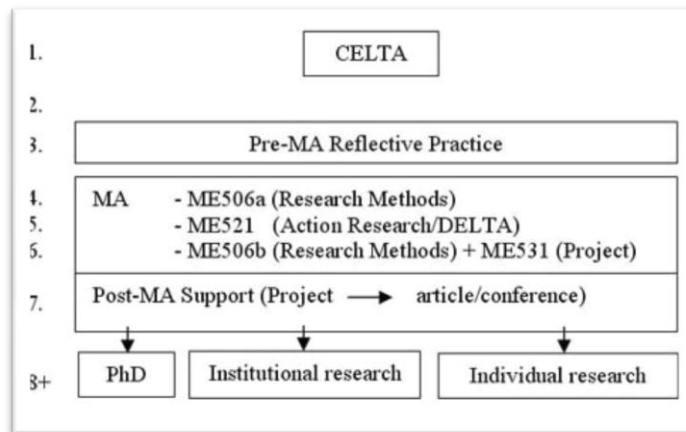 1. CELTA
2.
3. Pre-MA Reflective Practice
4. MA - ME506a (Research Methods)
5. - ME521 (Action Research/DELTA)
6. - ME506b (Research Methods) + ME531 (Project)
7. Post-MA Support (Project → article/conference)
8+ PhD Institutional research Individual research